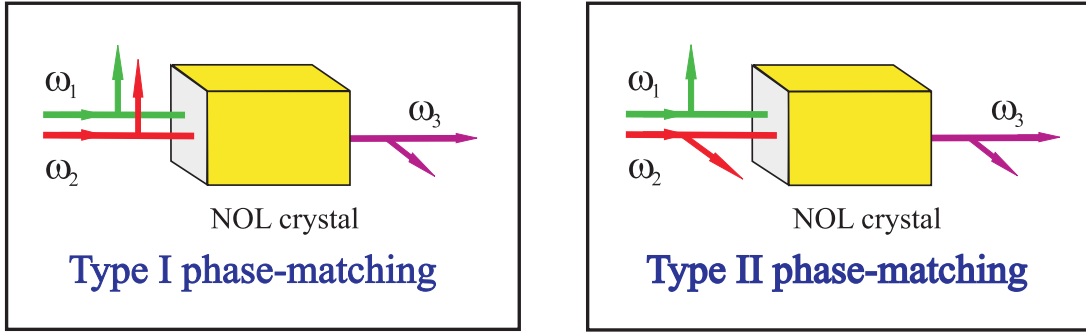 ω₁
ω₂
ω₃
NOL crystal
Type I phase-matching
ω₁
ω₂
ω₃
NOL crystal
Type II phase-matching